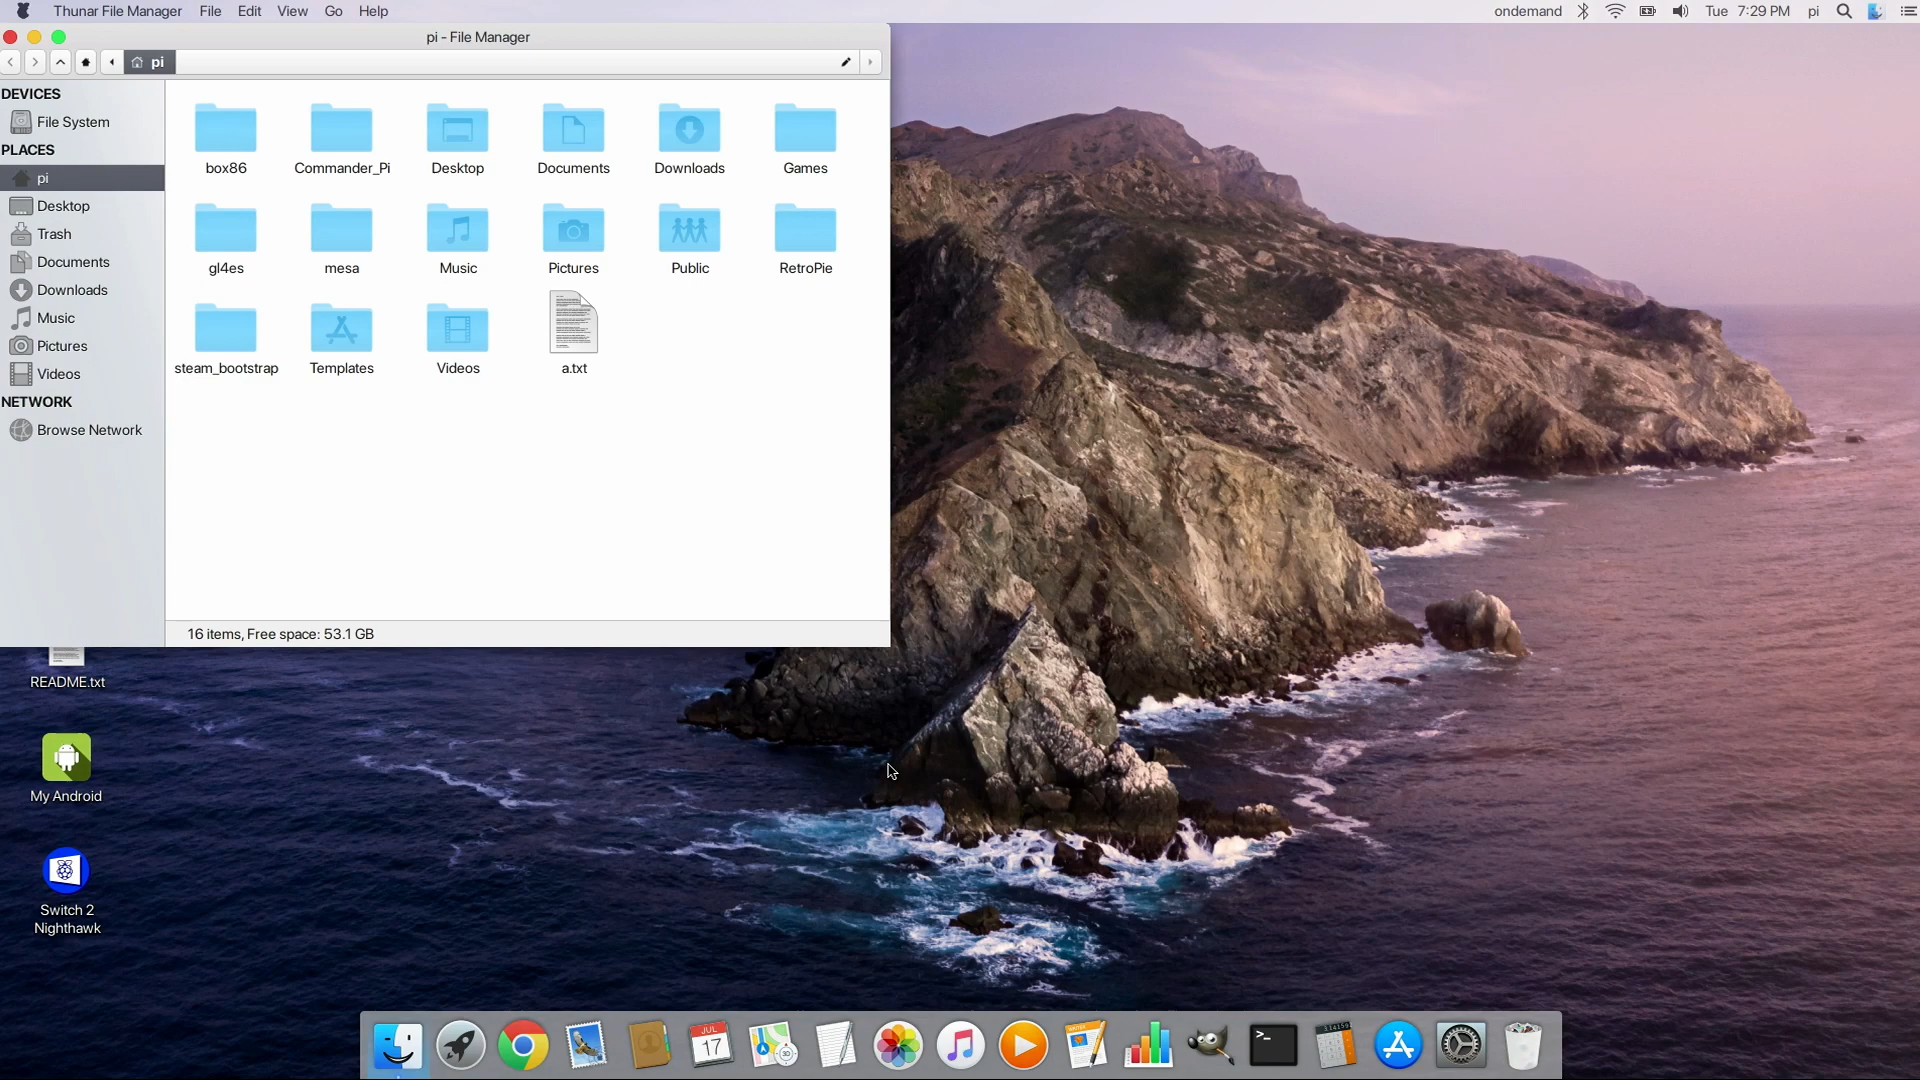 Thunar File Manager File Edit View Go Help
ondemand Tue 7:29 PM pi
pi - File Manager
pi
DEVICES
File System
PLACES
pi
Desktop
Trash
Documents
Downloads
Music
Pictures
Videos
NETWORK
Browse Network
box86 Commander_Pi Desktop Documents Downloads Games
gl4es mesa Music Pictures Public RetroPie
steam_bootstrap Templates Videos a.txt
16 items, Free space: 53.1 GB
README.txt
My Android
Switch 2
Nighthawk
JUL
17
3D
>_